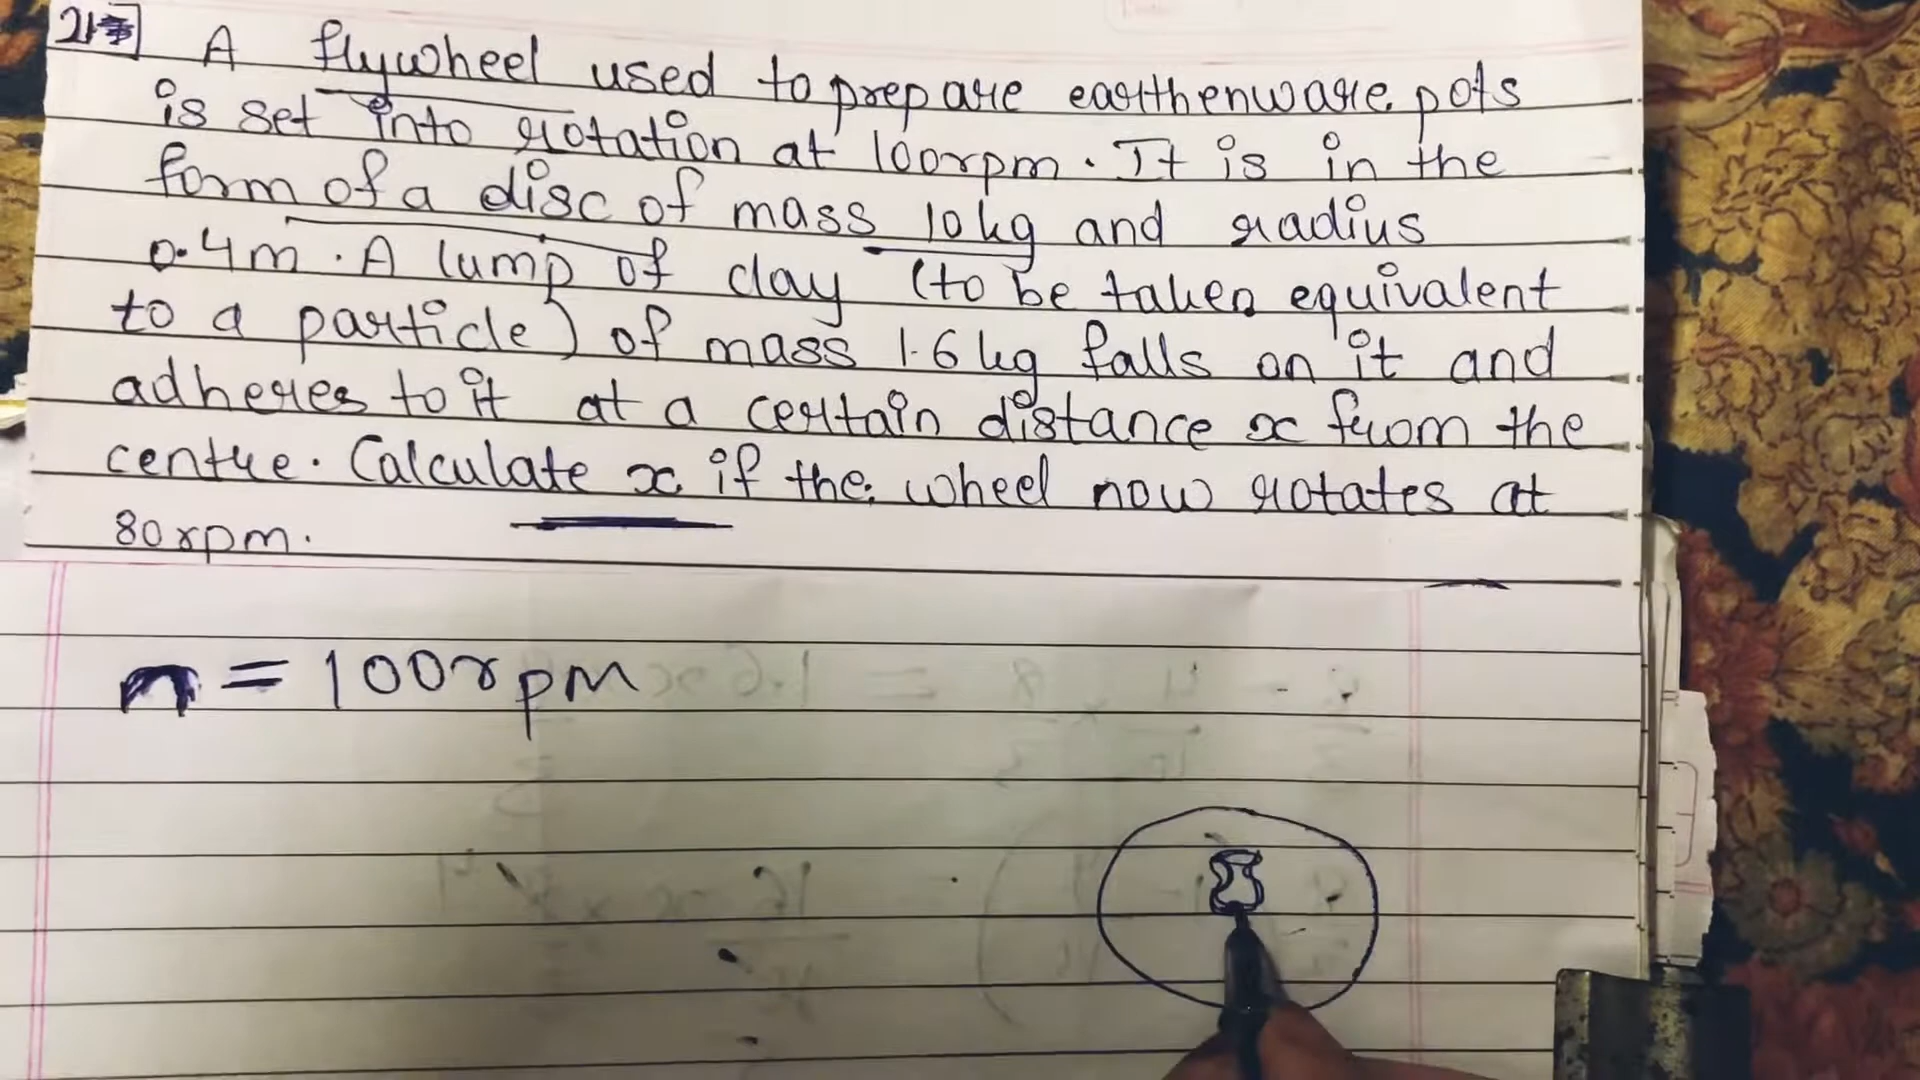 A flywheel used to prepare earthenware pots
is set into rotation at 100rpm. It is in the
form of a disc of mass 10kg and radius
0.4m. A lump of clay (to be taken equivalent
to a particle) of mass 1.6kg falls on it and
adheres to it at a certain distance x from the
centre. Calculate x if the wheel now rotates at
80rpm.
n = 100rpm